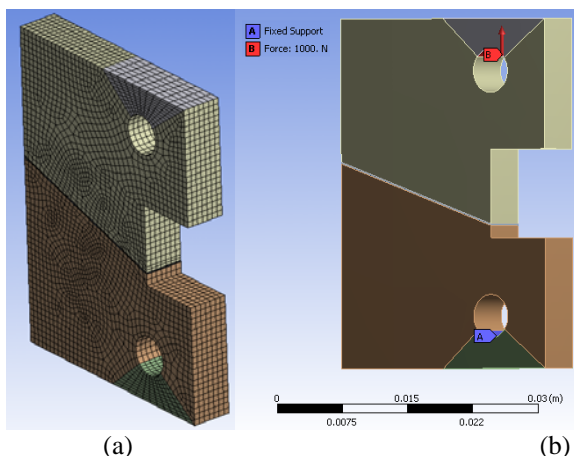 A Fixed Support
B Force: 1000. N
B
A
0 0.015 0.03 (m)
0.0075 0.022
(a) (b)